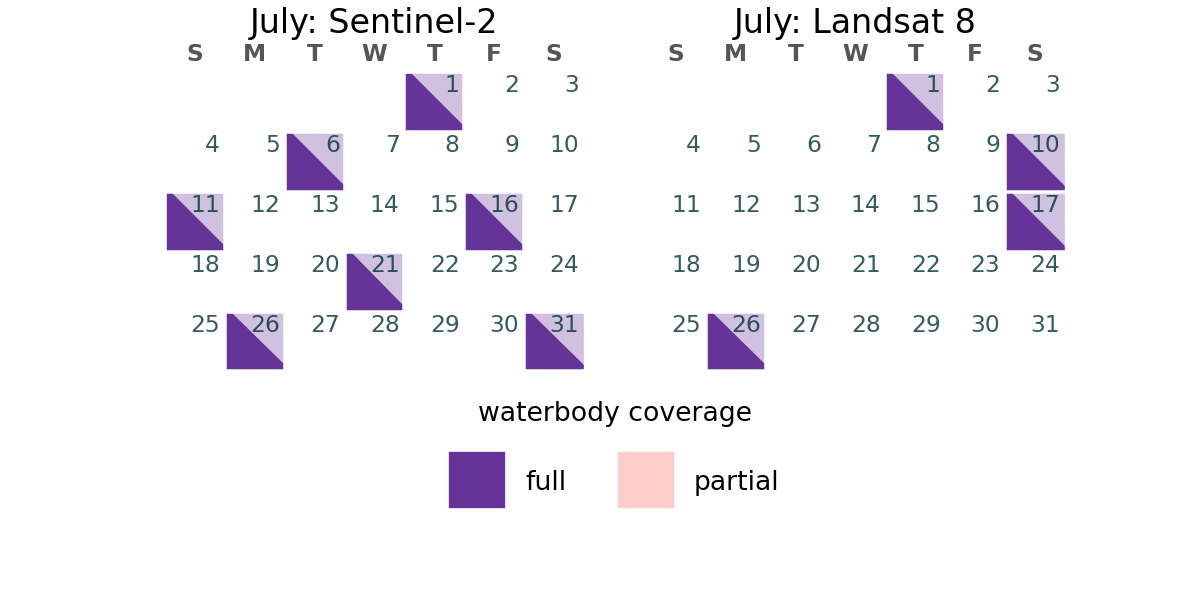 July: Sentinel-2
S M T W T F S
1 2 3
4 5 6 7 8 9 10
11 12 13 14 15 16 17
18 19 20 21 22 23 24
25 26 27 28 29 30 31
July: Landsat 8
S M T W T F S
1 2 3
4 5 6 7 8 9 10
11 12 13 14 15 16 17
18 19 20 21 22 23 24
25 26 27 28 29 30 31
waterbody coverage
full
partial